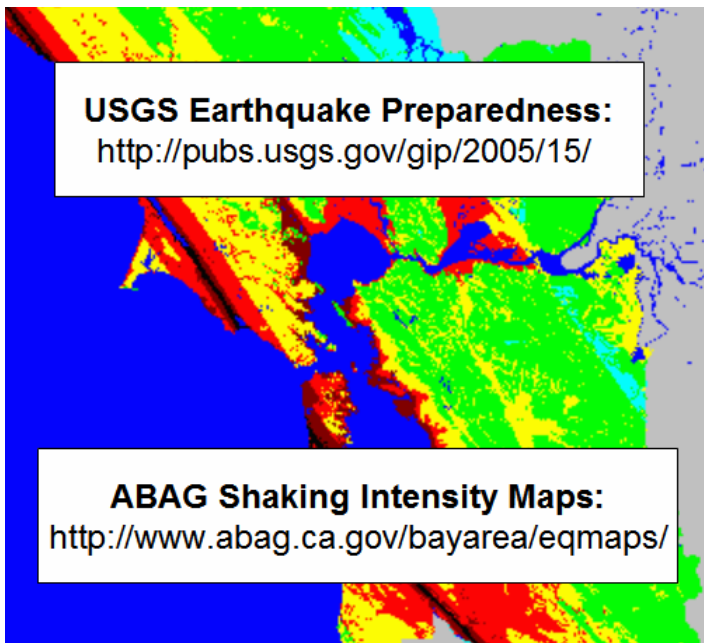 USGS Earthquake Preparedness:
http://pubs.usgs.gov/gip/2005/15/
ABAG Shaking Intensity Maps:
http://www.abag.ca.gov/bayarea/eqmaps/